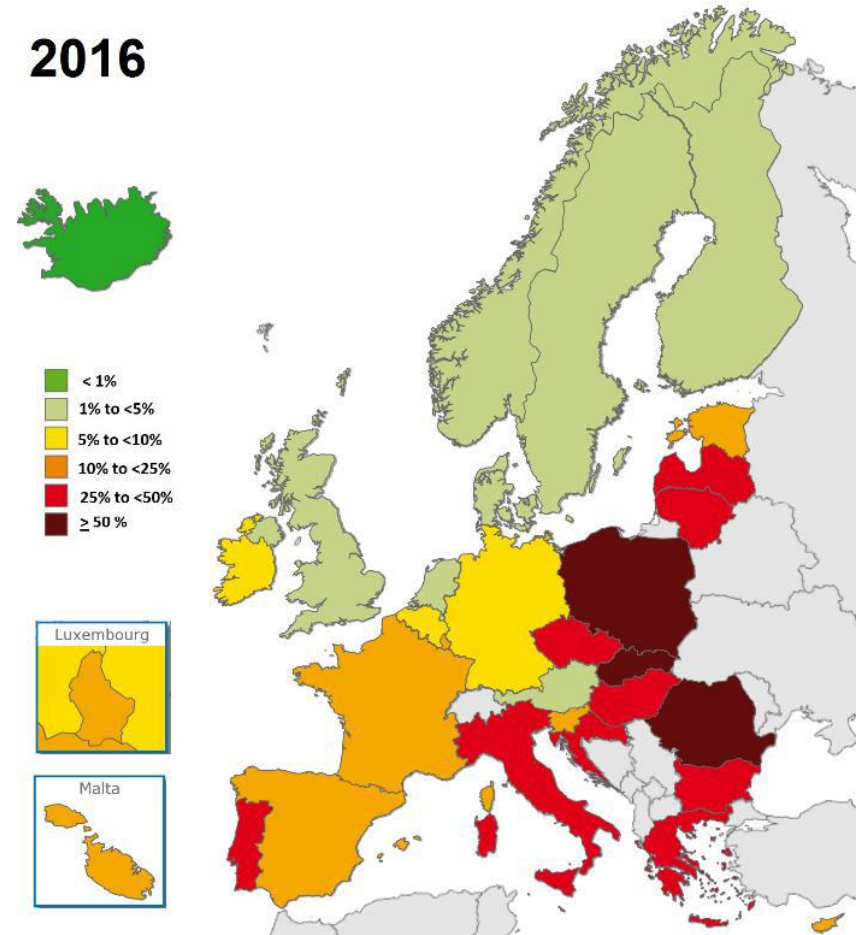 2016
< 1%
1% to <5%
5% to <10%
10% to <25%
25% to <50%
≥ 50 %
Luxembourg
Malta